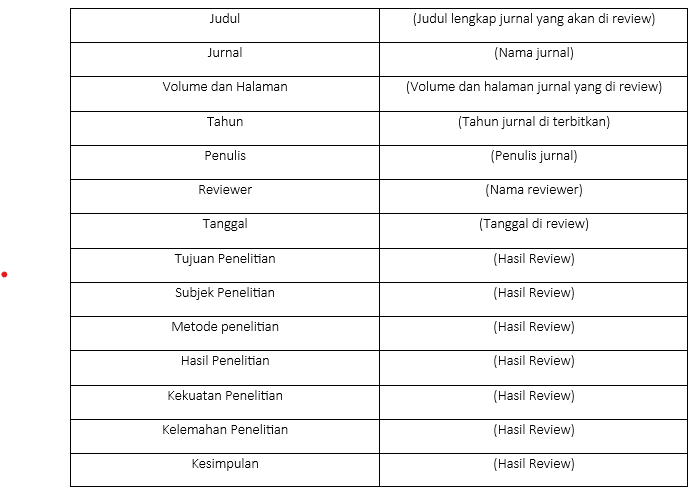 Judul (Judul lengkap jurnal yang akan di review)
Jurnal (Nama jurnal)
Volume dan Halaman (Volume dan halaman jurnal yang di review)
Tahun (Tahun jurnal di terbitkan)
Penulis (Penulis jurnal)
Reviewer (Nama reviewer)
Tanggal (Tanggal di review)
Tujuan Penelitian (Hasil Review)
Subjek Penelitian (Hasil Review)
Metode penelitian (Hasil Review)
Hasil Penelitian (Hasil Review)
Kekuatan Penelitian (Hasil Review)
Kelemahan Penelitian (Hasil Review)
Kesimpulan (Hasil Review)